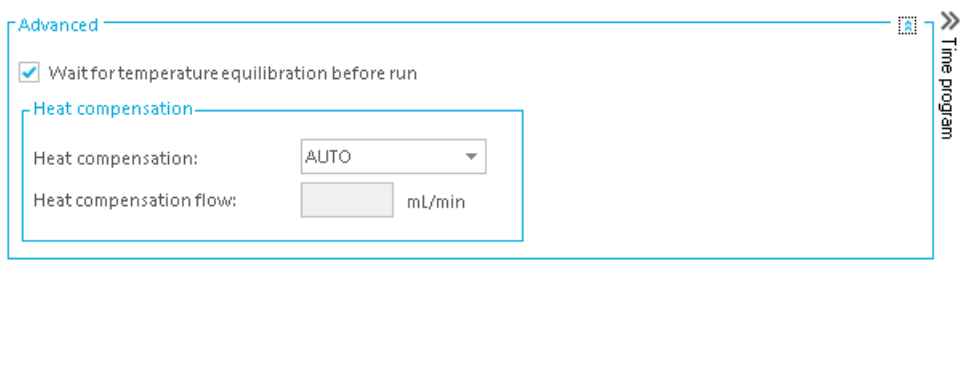 Advanced
Wait for temperature equilibration before run
Heat compensation
Heat compensation: AUTO
Heat compensation flow: mL/min
Time program